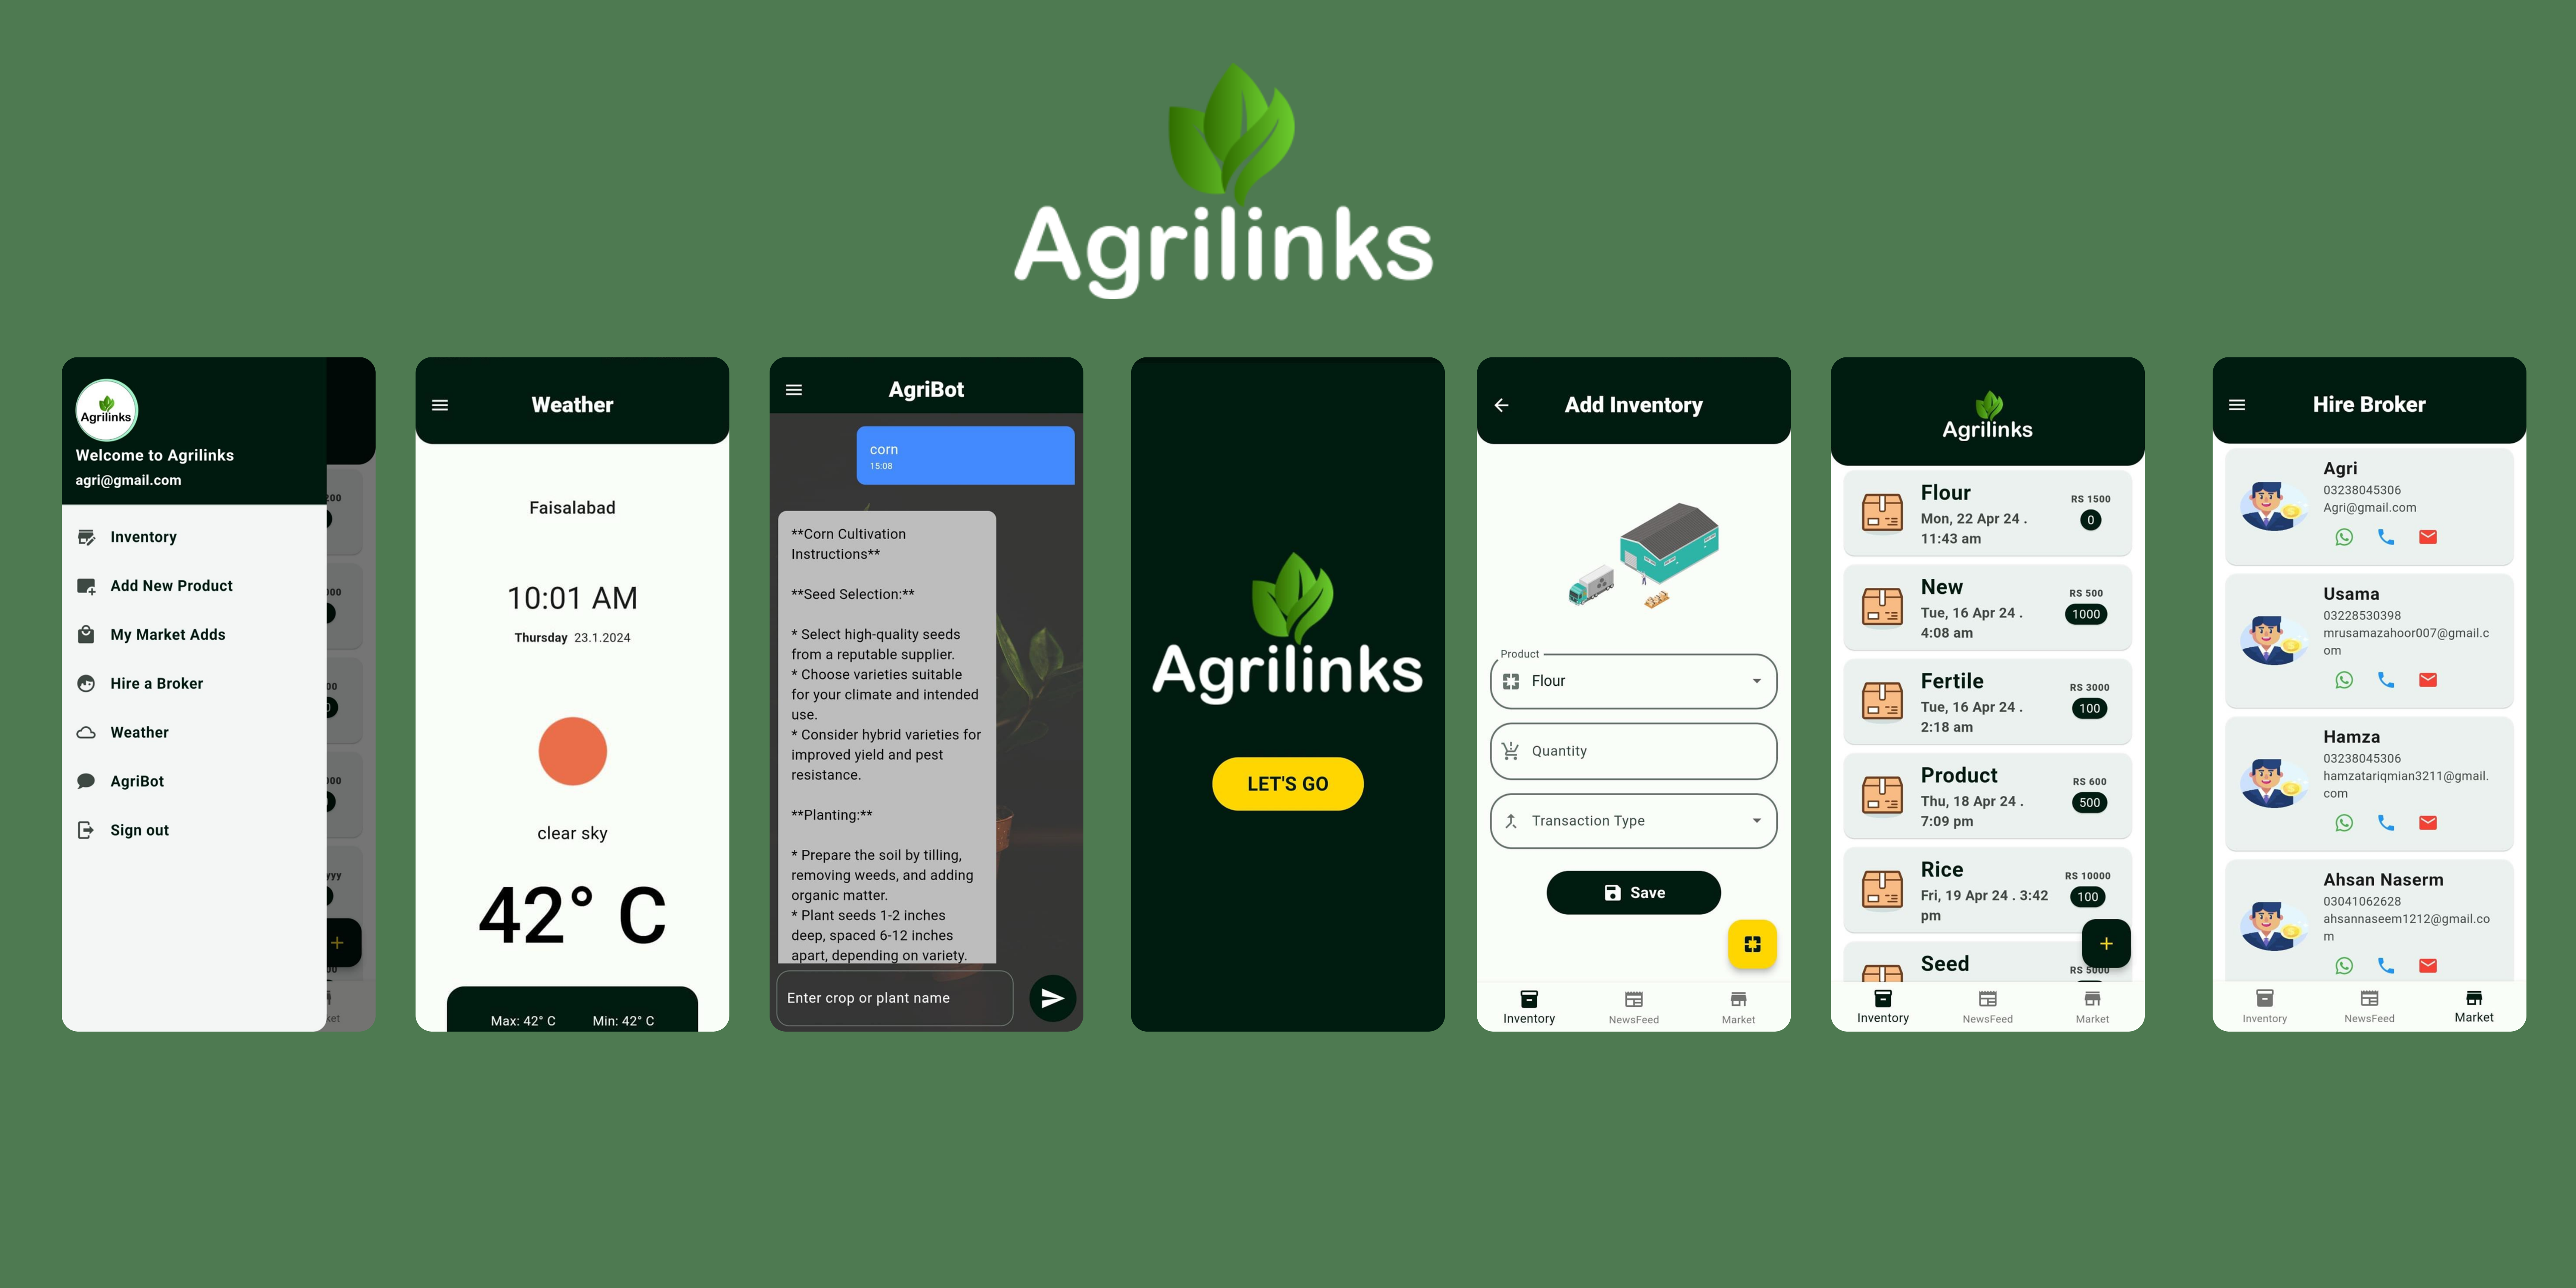 Agrilinks
Agrilinks
Welcome to Agrilinks
agri@gmail.com
Inventory
Add New Product
My Market Adds
Hire a Broker
Weather
AgriBot
Sign out
Weather
Faisalabad
10:01 AM
Thursday 23.1.2024
clear sky
42° C
Max: 42° C Min: 42° C
AgriBot
corn
15:08
**Corn Cultivation
Instructions**
**Seed Selection:**
* Select high-quality seeds
from a reputable supplier.
* Choose varieties suitable
for your climate and intended
use.
* Consider hybrid varieties for
improved yield and pest
resistance.
**Planting:**
* Prepare the soil by tilling,
removing weeds, and adding
organic matter.
* Plant seeds 1-2 inches
deep, spaced 6-12 inches
apart, depending on variety.
Enter crop or plant name
Agrilinks
LET'S GO
Add Inventory
Product
Flour
Quantity
Transaction Type
Save
Inventory NewsFeed Market
Agrilinks
Flour
Mon, 22 Apr 24 .
11:43 am
RS 1500
0
New
Tue, 16 Apr 24 .
4:08 am
RS 500
1000
Fertile
Tue, 16 Apr 24 .
2:18 am
RS 3000
100
Product
Thu, 18 Apr 24 .
7:09 pm
RS 600
500
Rice
Fri, 19 Apr 24 . 3:42
pm
RS 10000
100
Seed
RS 5000
Inventory NewsFeed Market
Hire Broker
Agri
03238045306
Agri@gmail.com
Usama
03228530398
mrusamazahoor007@gmail.c
om
Hamza
03238045306
hamzatariqmian3211@gmail.
com
Ahsan Naserm
03041062628
ahsannaseem1212@gmail.co
m
Inventory NewsFeed Market